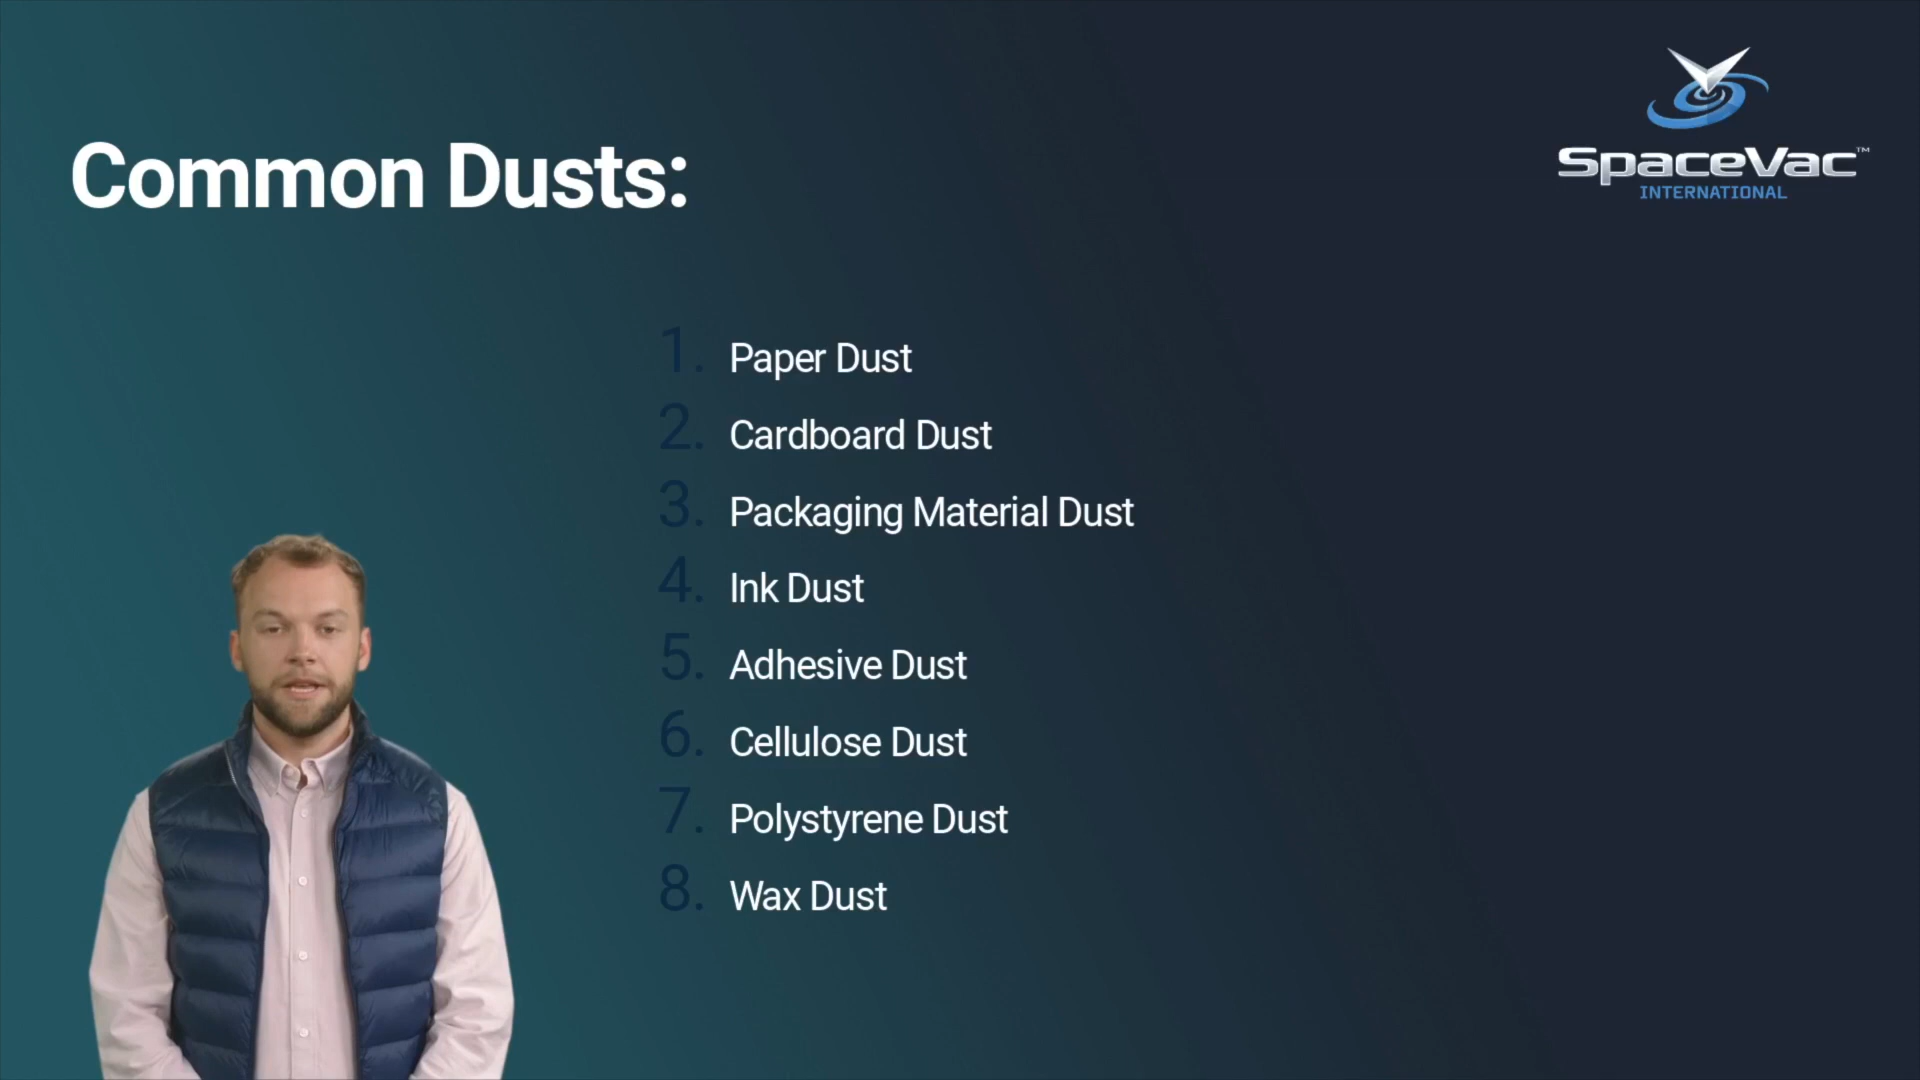 SpaceVac™
INTERNATIONAL
Common Dusts:
1. Paper Dust
2. Cardboard Dust
3. Packaging Material Dust
4. Ink Dust
5. Adhesive Dust
6. Cellulose Dust
7. Polystyrene Dust
8. Wax Dust